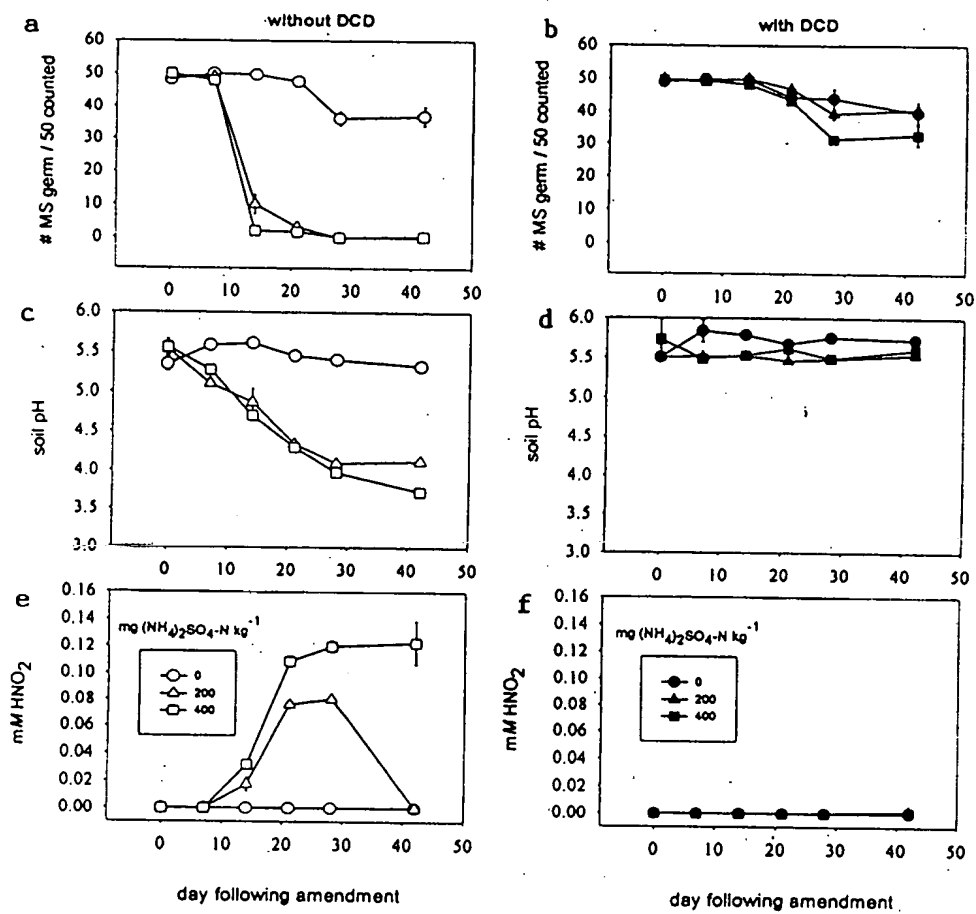 a
without DCD
# MS germ / 50 counted
60
50
40
30
20
10
0
0 10 20 30 40 50
b
with DCD
# MS germ / 50 counted
60
50
40
30
20
10
0
0 10 20 30 40 50
c
soil pH
6.0
5.5
5.0
4.5
4.0
3.5
3.0
0 10 20 30 40 50
d
soil pH
6.0
5.5
5.0
4.5
4.0
3.5
3.0
0 10 20 30 40 50
e
mM HNO2
0.16
0.14
0.12
0.10
0.08
0.06
0.04
0.02
0.00
mg (NH4)2SO4-N kg-1
0
200
400
0 10 20 30 40 50
day following amendment
f
mM HNO2
0.16
0.14
0.12
0.10
0.08
0.06
0.04
0.02
0.00
mg (NH4)2SO4-N kg-1
0
200
400
0 10 20 30 40 50
day following amendment